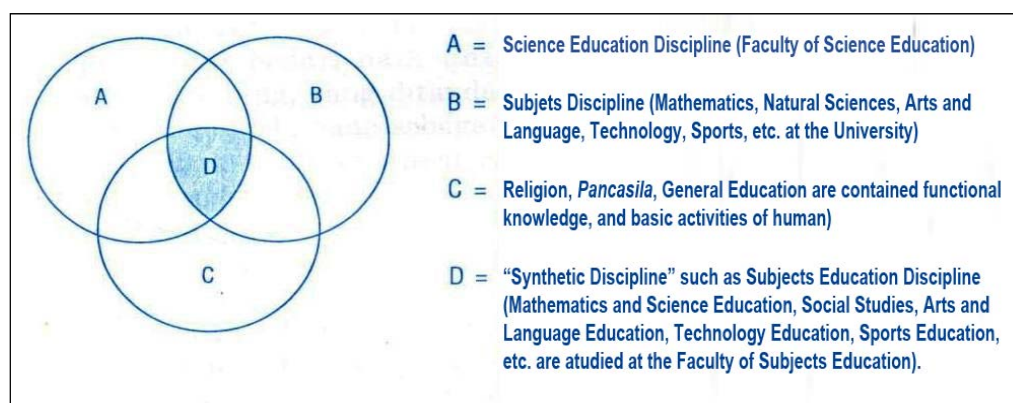 A
B
D
C
A = Science Education Discipline (Faculty of Science Education)
B = Subjets Discipline (Mathematics, Natural Sciences, Arts and
Language, Technology, Sports, etc. at the University)
C = Religion, Pancasila, General Education are contained functional
knowledge, and basic activities of human)
D = “Synthetic Discipline” such as Subjects Education Discipline
(Mathematics and Science Education, Social Studies, Arts and
Language Education, Technology Education, Sports Education,
etc. are atudied at the Faculty of Subjects Education).